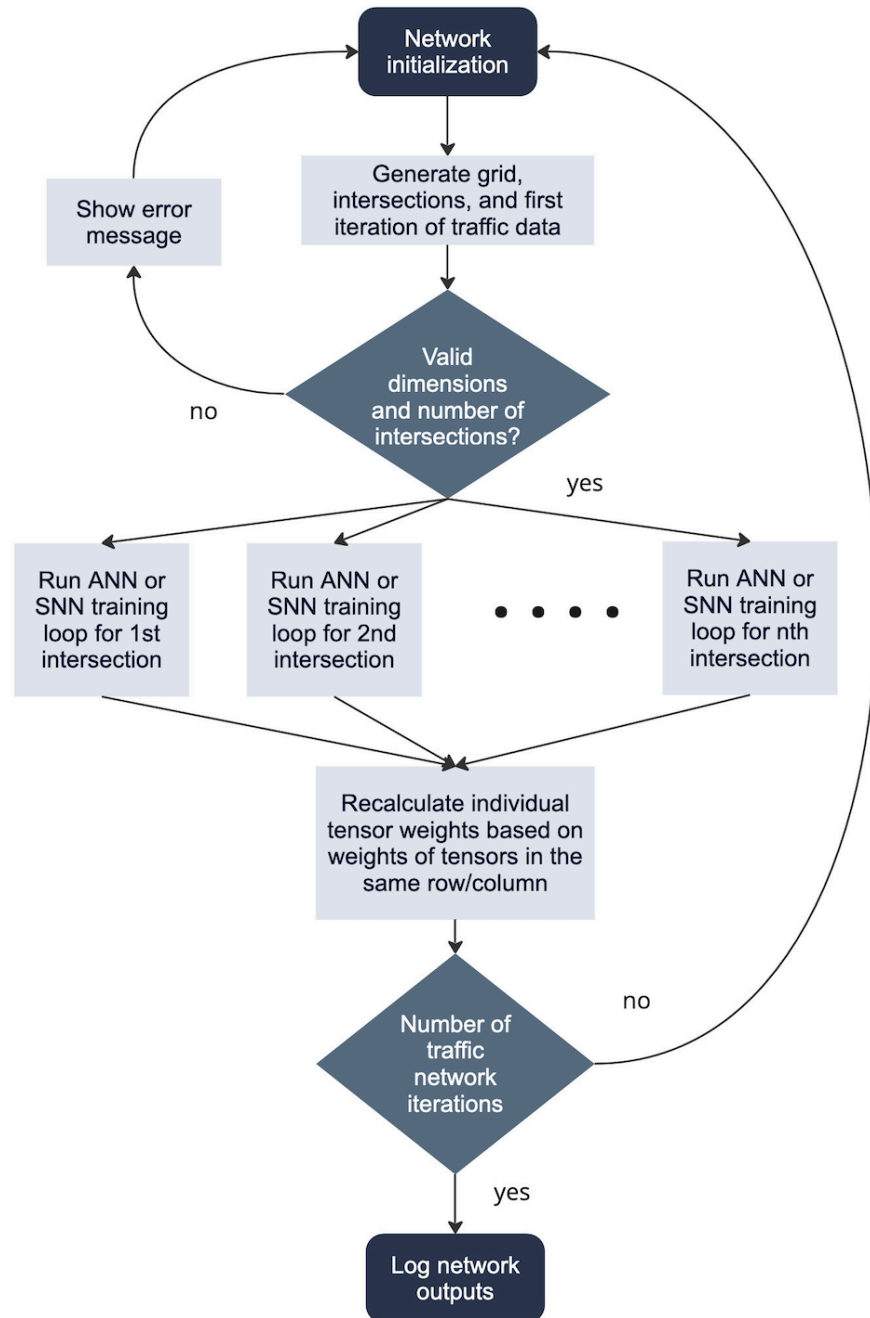 Network
initialization
Generate grid,
intersections, and first
iteration of traffic data
Show error
message
Valid
dimensions
and number of
intersections?
no
yes
Run ANN or
SNN training
loop for 1st
intersection
Run ANN or
SNN training
loop for 2nd
intersection
Run ANN or
SNN training
loop for nth
intersection
Recalculate individual
tensor weights based on
weights of tensors in the
same row/column
Number of
traffic
network
iterations
no
yes
Log network
outputs